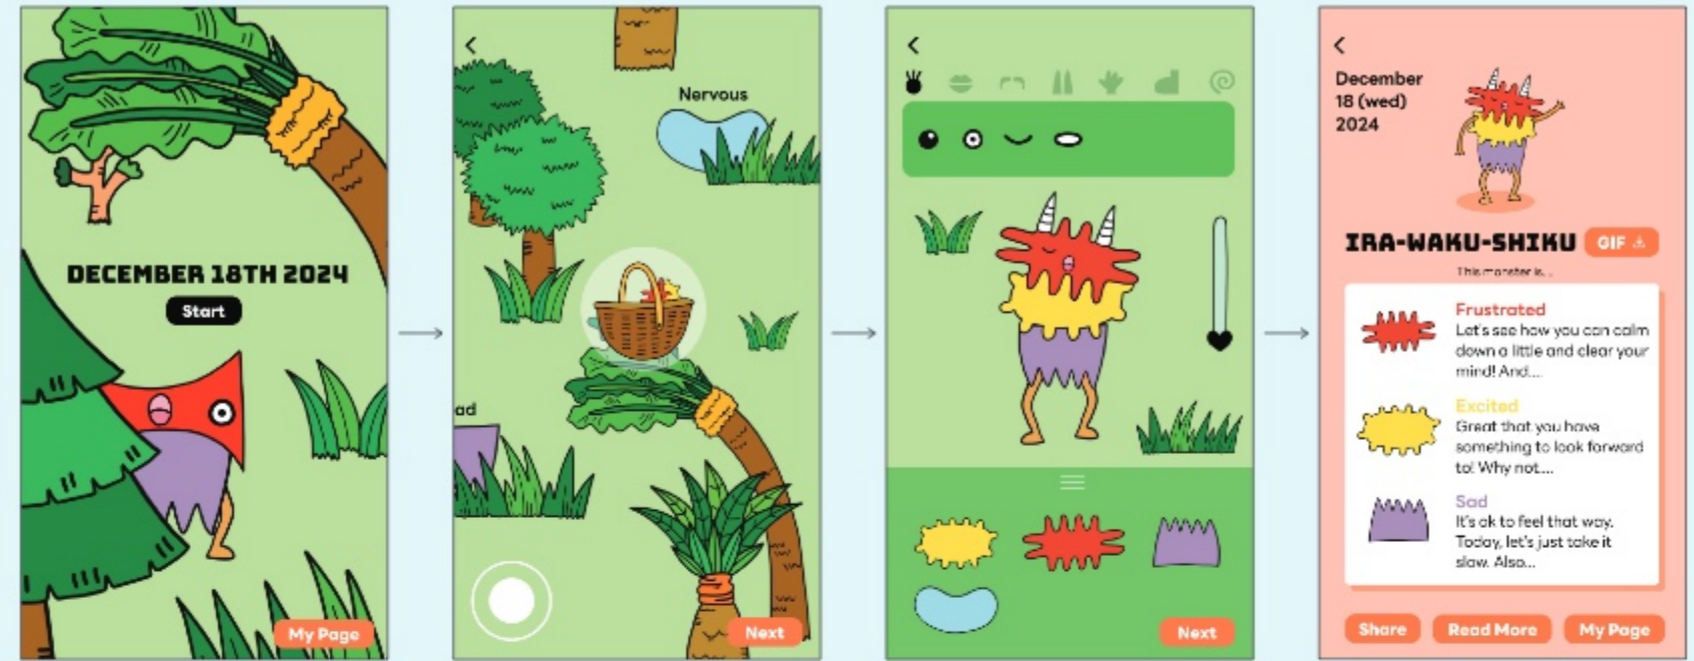 DECEMBER 18TH 2024
Start
My Page
Nervous
ad
Next
Next
December
18 (wed)
2024
IRA-WAKU-SHIKU
GIF
This monster is...
Frustrated
Let's see how you can calm
down a little and clear your
mind! And....
Excited
Great that you have
something to look forward
to! Why not....
Sad
It's ok to feel that way.
Today, let's just take it
slow. Also...
Share
Read More
My Page